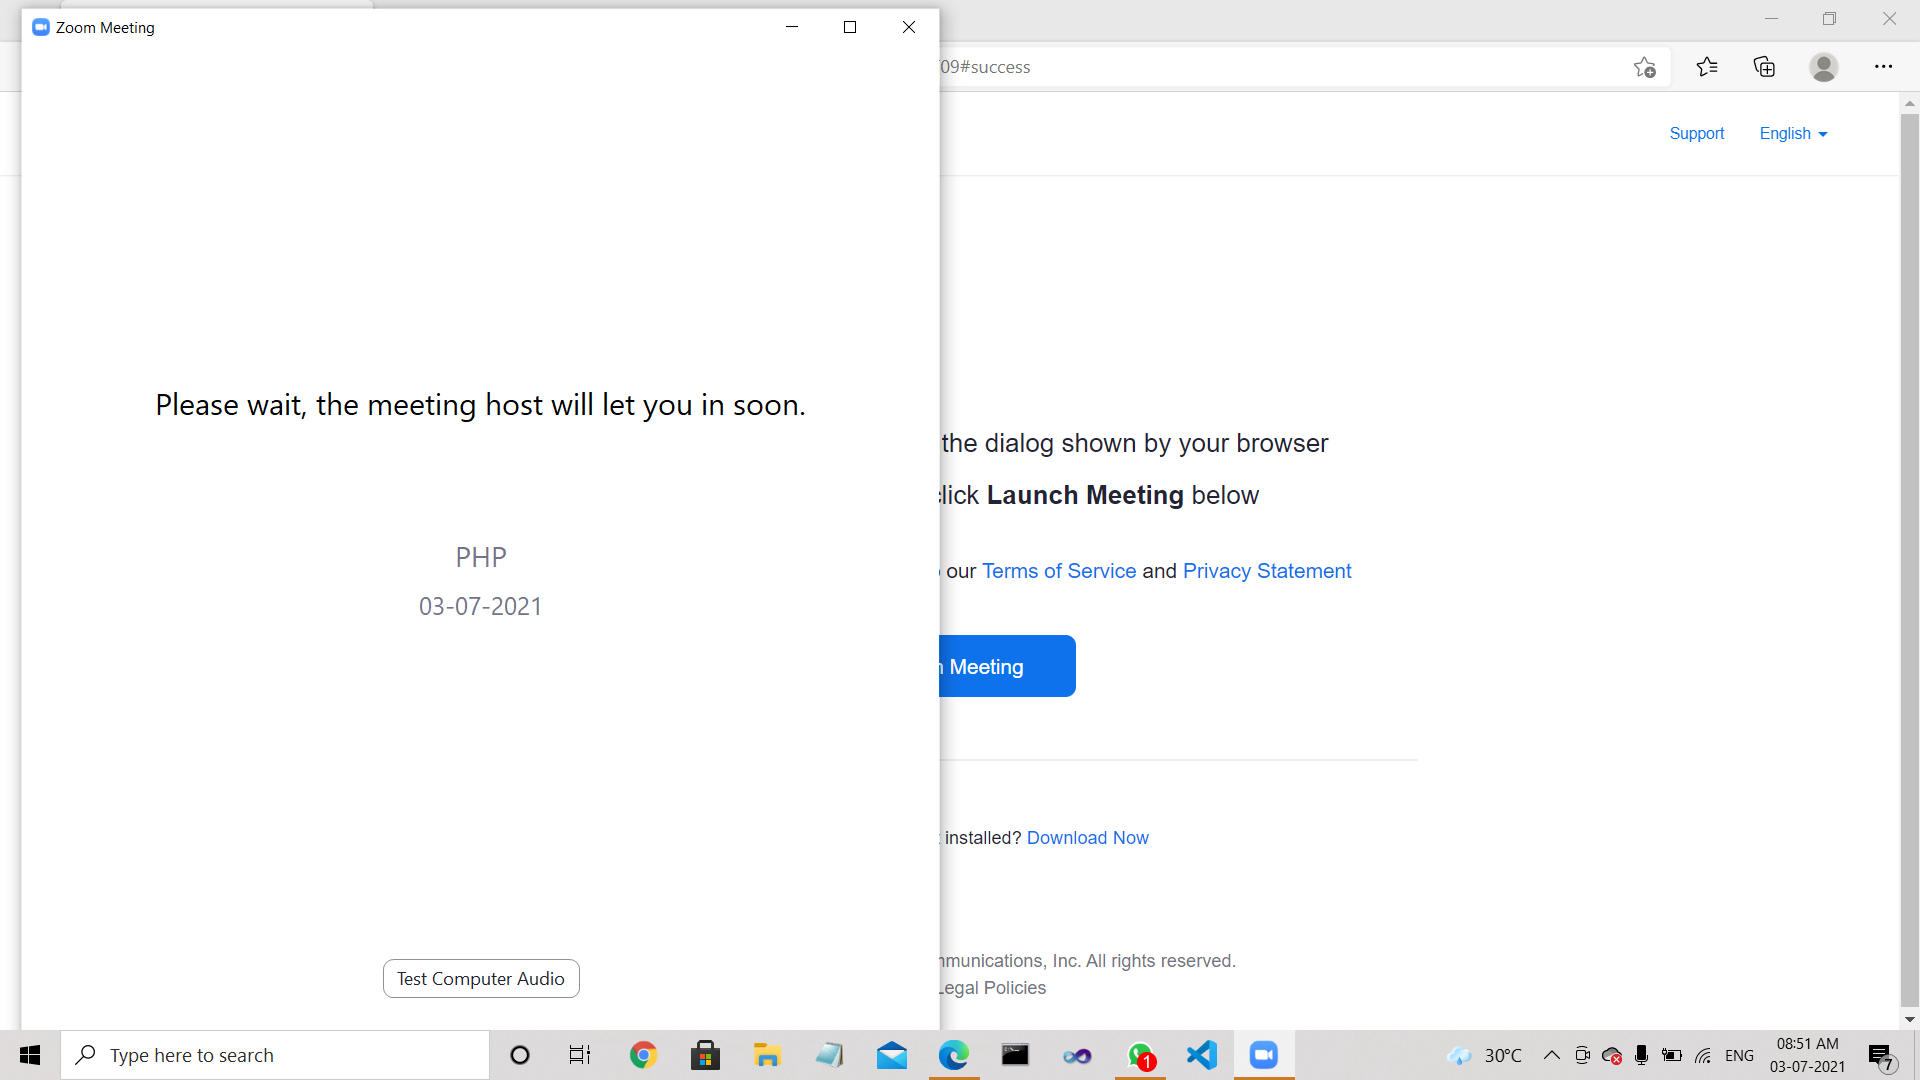 Zoom Meeting
09#success
Support
English
Please wait, the meeting host will let you in soon.
the dialog shown by your browser
click Launch Meeting below
our Terms of Service and Privacy Statement
PHP
03-07-2021
Meeting
installed? Download Now
Test Computer Audio
mmunications, Inc. All rights reserved.
Legal Policies
Type here to search
1
30°C
ENG
08:51 AM
03-07-2021
7